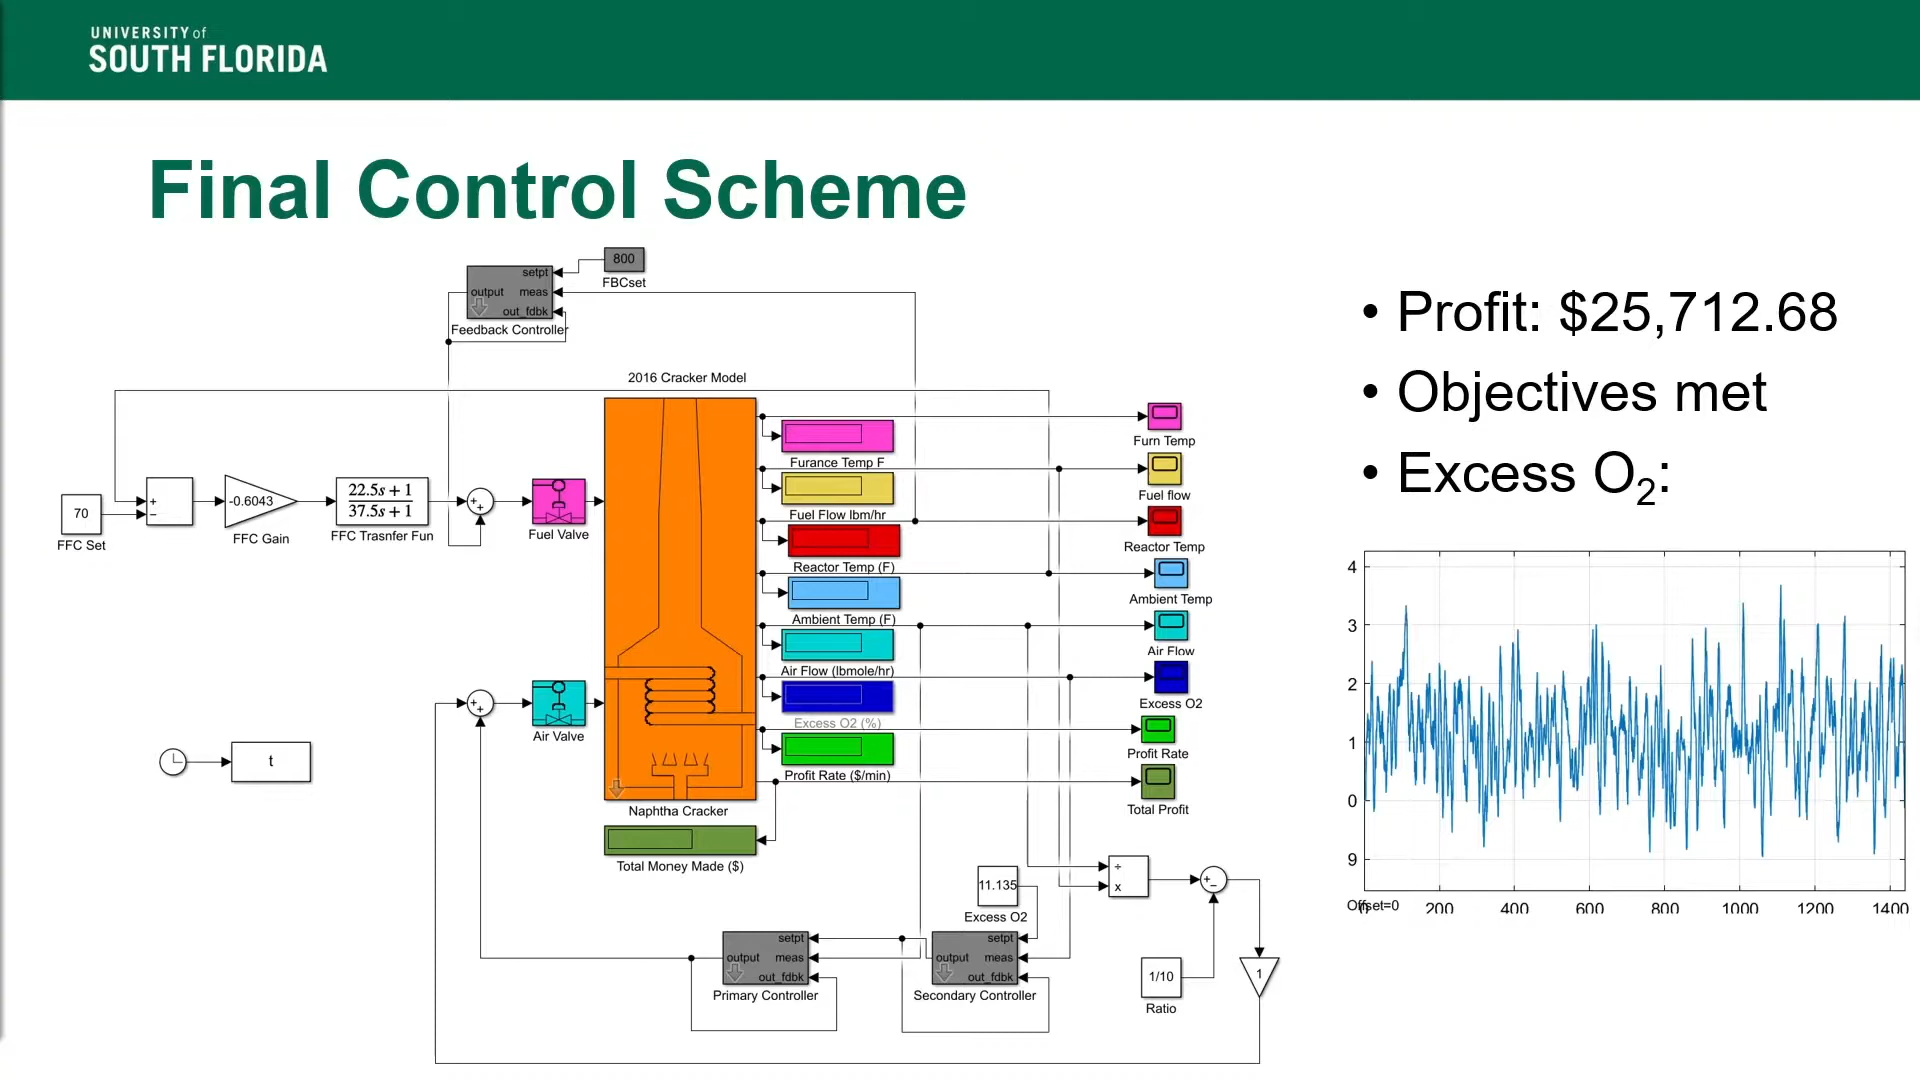 UNIVERSITY of
SOUTH FLORIDA
Final Control Scheme
800
FBCset
setpt
output
meas
out_fdbk
Feedback Controller
2016 Cracker Model
70
FFC Set
+
−
-0.6043
FFC Gain
22.5s + 1
37.5s + 1
FFC Trasnfer Fun
+
+
Fuel Valve
Furance Temp F
Fuel Flow lbm/hr
Reactor Temp (F)
Ambient Temp (F)
Air Flow (lbmole/hr)
Excess O2 (%)
Profit Rate ($/min)
Furn Temp
Fuel flow
Reactor Temp
Ambient Temp
Air Flow
Excess O2
Profit Rate
Total Profit
+
+
Air Valve
t
Naphtha Cracker
Total Money Made ($)
11.135
Excess O2
÷
x
+
−
setpt
output
meas
out_fdbk
Primary Controller
setpt
output
meas
out_fdbk
Secondary Controller
1/10
Ratio
1
• Profit: $25,712.68
• Objectives met
• Excess O2:
4
3
2
1
0
9
Offset=0
200
400
600
800
1000
1200
1400